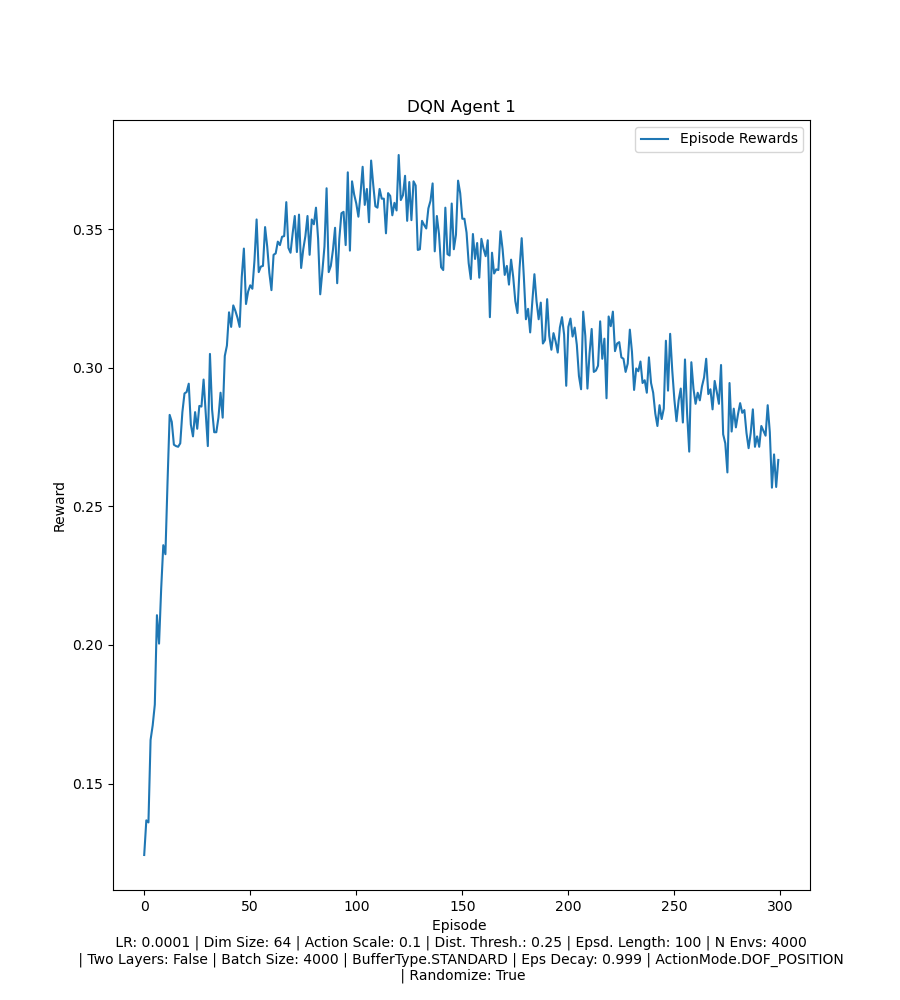 DQN Agent 1
Episode Rewards
0.35
0.30
0.25
0.20
0.15
Reward
0 50 100 150 200 250 300
Episode
LR: 0.0001 | Dim Size: 64 | Action Scale: 0.1 | Dist. Thresh.: 0.25 | Epsd. Length: 100 | N Envs: 4000
| Two Layers: False | Batch Size: 4000 | BufferType.STANDARD | Eps Decay: 0.999 | ActionMode.DOF_POSITION
| Randomize: True